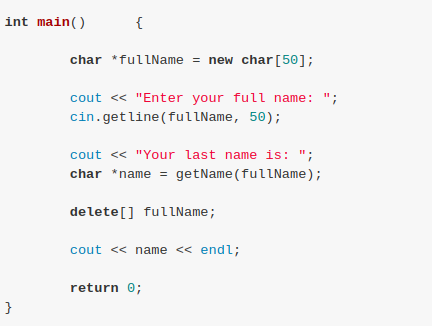 int main()      {
char *fullName = new char[50];
cout << "Enter your full name: ";
cin.getline(fullName, 50);
cout << "Your last name is: ";
char *name = getName(fullName);
delete[] fullName;
cout << name << endl;
return 0;
}